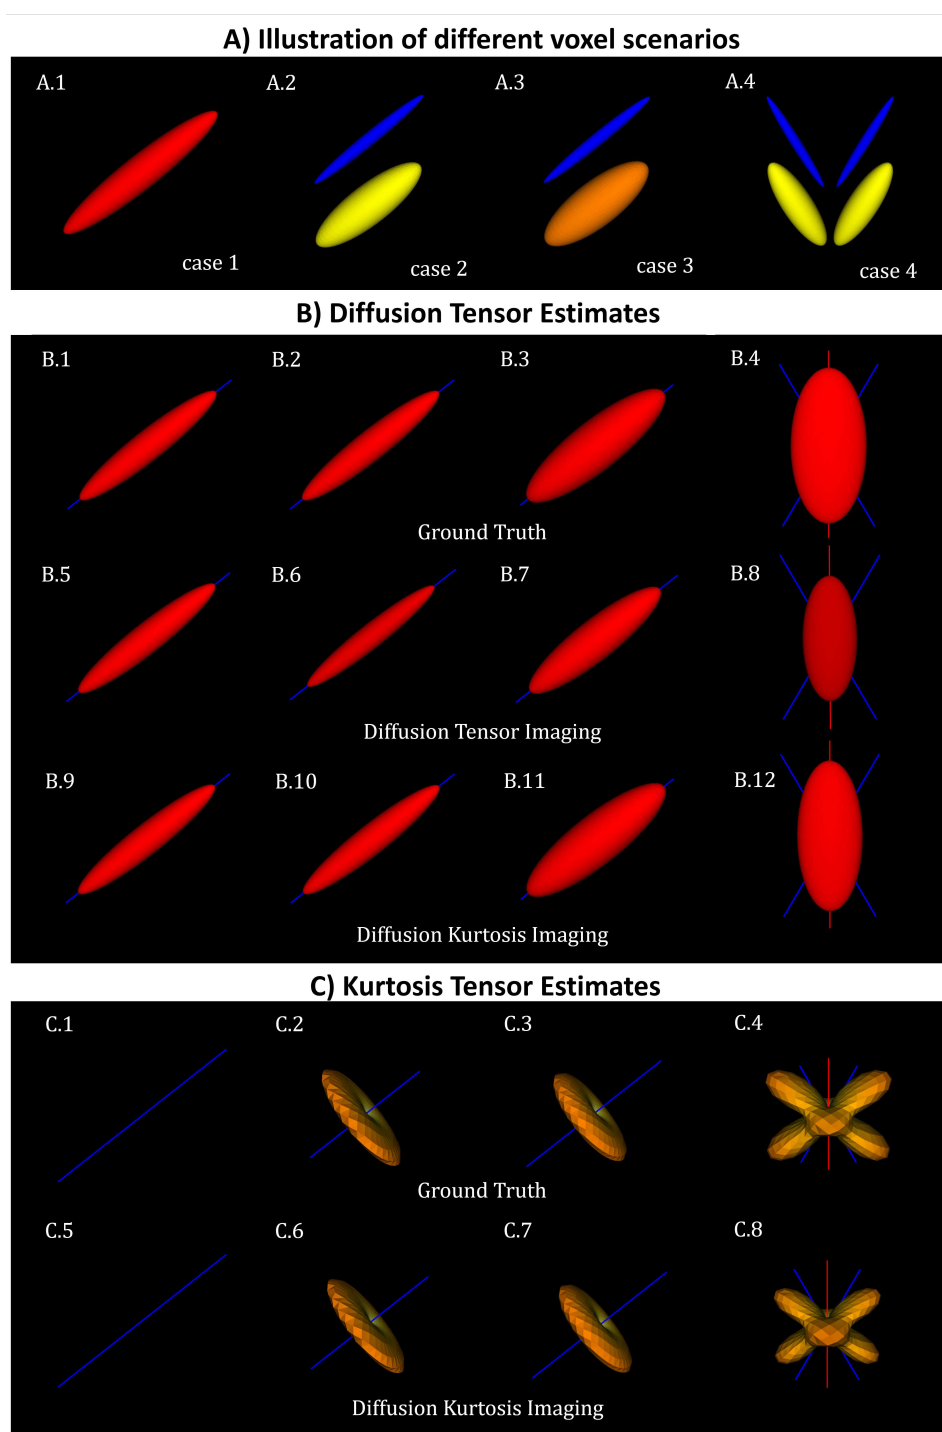 A) Illustration of different voxel scenarios
A.1 A.2 A.3 A.4
case 1 case 2 case 3 case 4
B) Diffusion Tensor Estimates
B.1 B.2 B.3 B.4
Ground Truth
B.5 B.6 B.7 B.8
Diffusion Tensor Imaging
B.9 B.10 B.11 B.12
Diffusion Kurtosis Imaging
C) Kurtosis Tensor Estimates
C.1 C.2 C.3 C.4
Ground Truth
C.5 C.6 C.7 C.8
Diffusion Kurtosis Imaging